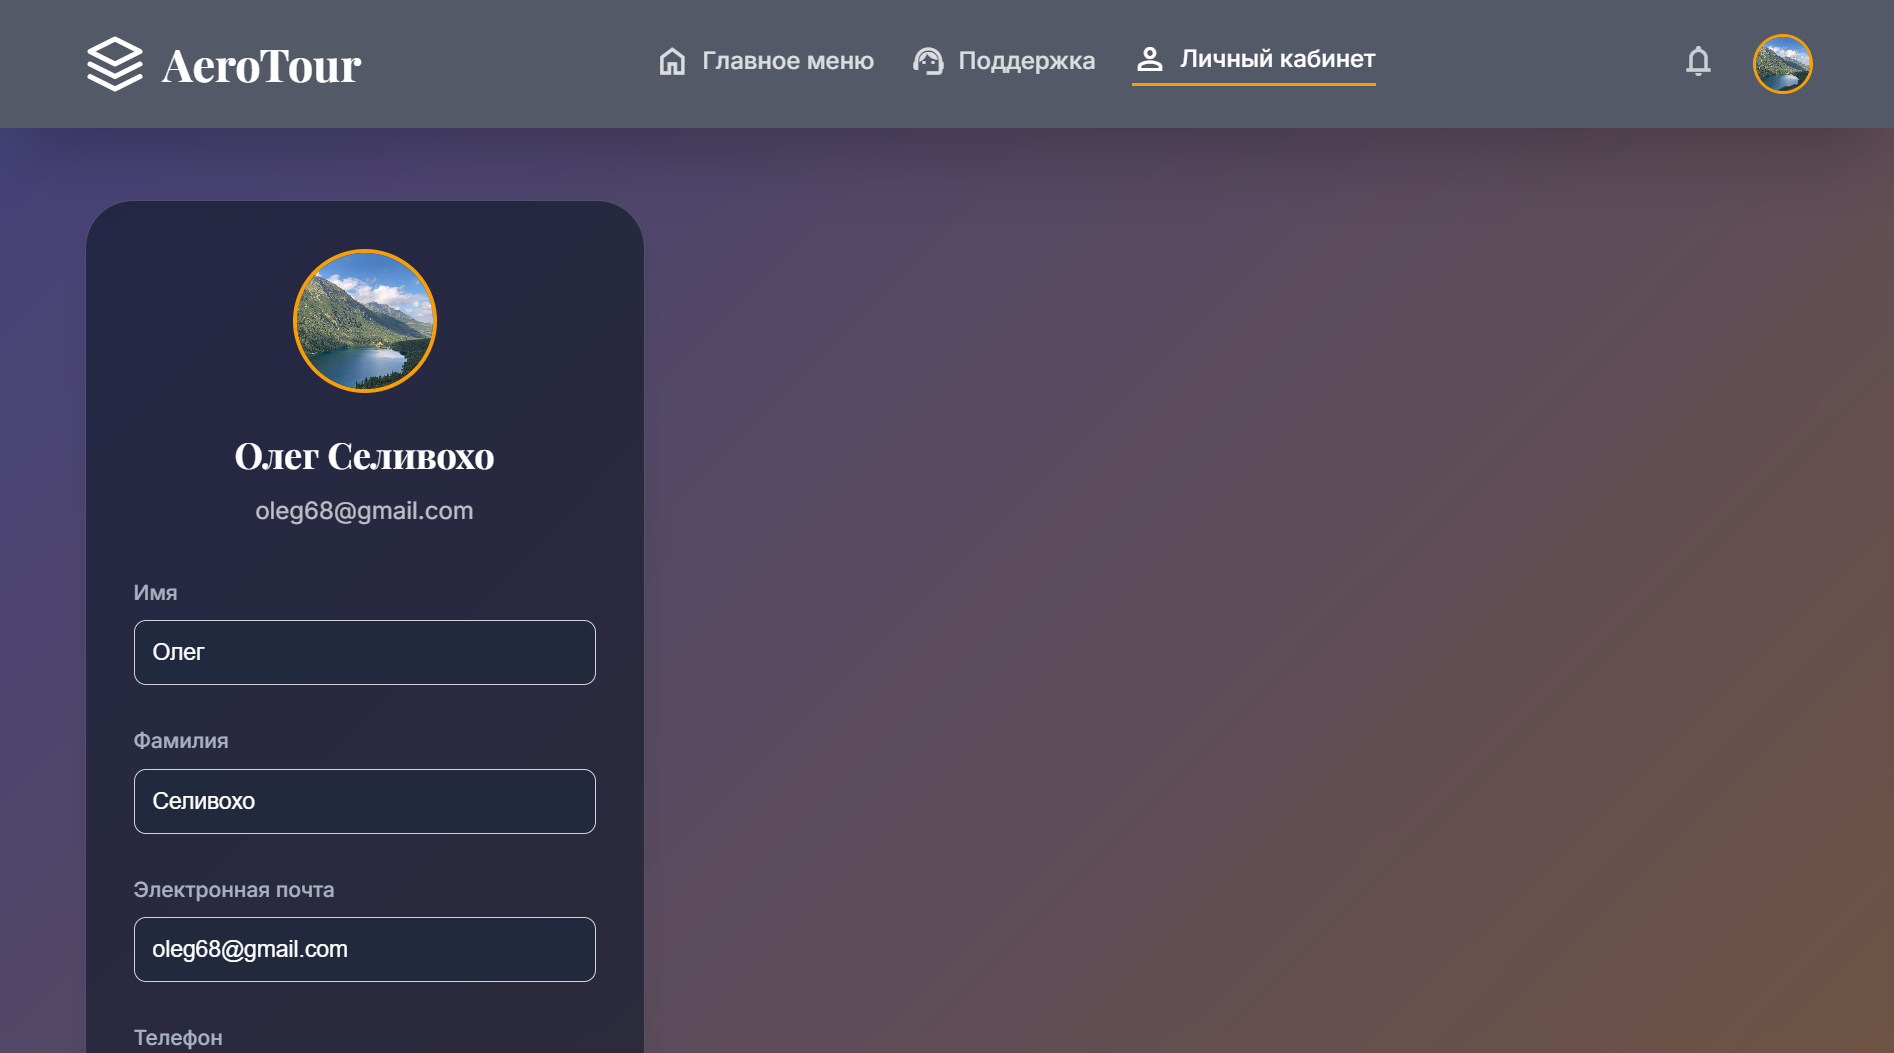 AeroTour
Главное меню
Поддержка
Личный кабинет
Олег Селивохо
oleg68@gmail.com
Имя
Олег
Фамилия
Селивохо
Электронная почта
oleg68@gmail.com
Телефон